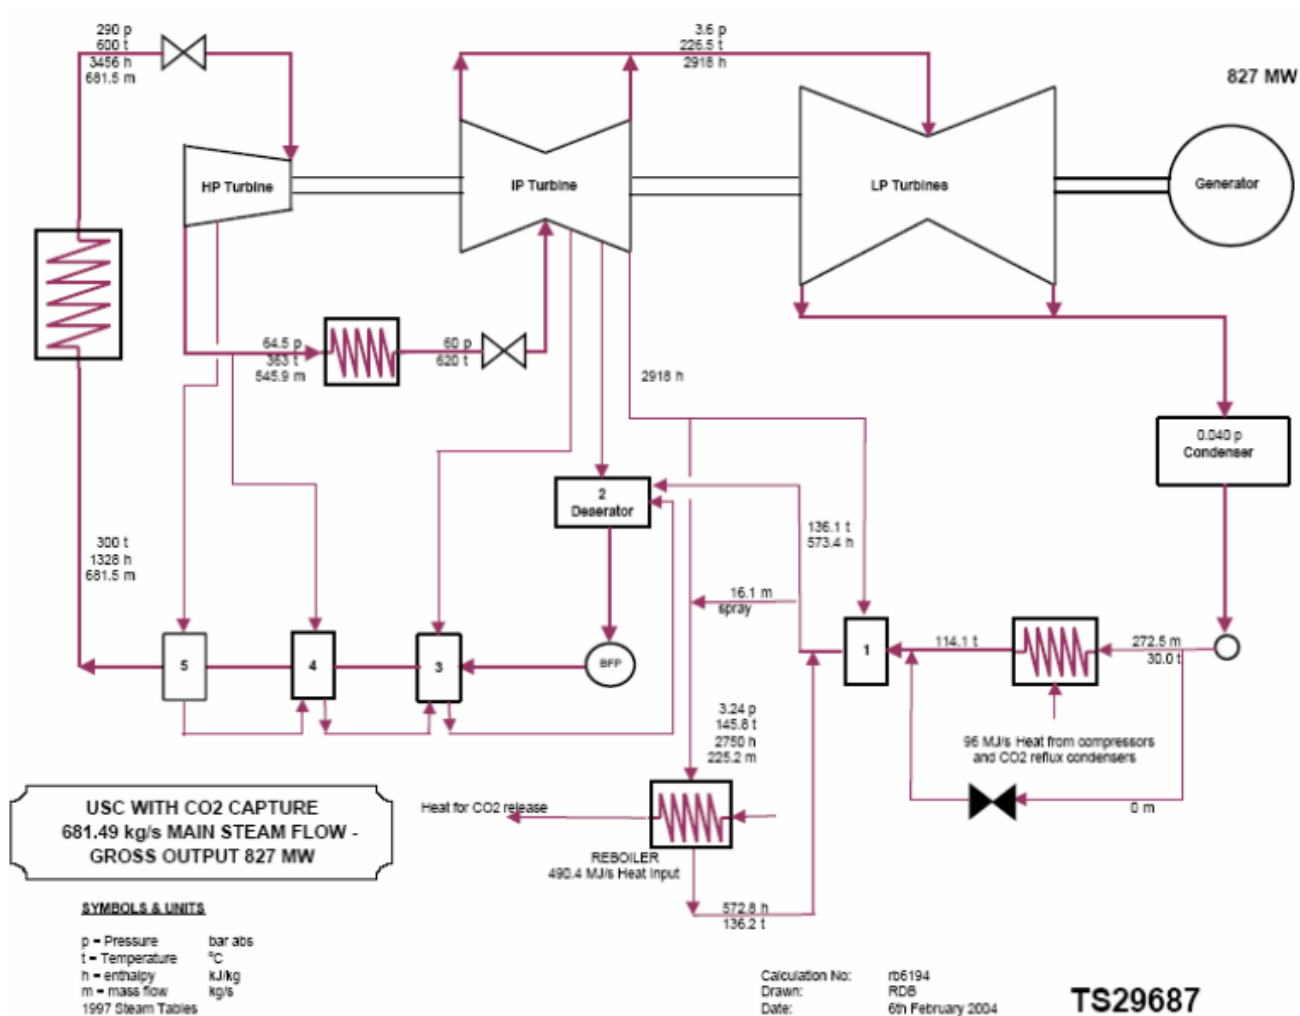 290 p
600 t
3456 h
681.5 m
3.6 p
226.5 t
2918 h
827 MW
HP Turbine
IP Turbine
LP Turbines
Generator
64.5 p
363 t
545.9 m
60 p
620 t
2918 h
0.040 p
Condenser
2
Deaerator
136.1 t
573.4 h
300 t
1328 h
681.5 m
16.1 m
spray
5
4
3
BFP
1
114.1 t
272.5 m
30.0 t
3.24 p
145.8 t
2750 h
225.2 m
96 MJ/s Heat from compressors
and CO2 reflux condensers
0 m
Heat for CO2 release
REBOILER
490.4 MJ/s Heat Input
572.8 h
136.2 t
USC WITH CO2 CAPTURE
681.49 kg/s MAIN STEAM FLOW -
GROSS OUTPUT 827 MW
SYMBOLS & UNITS
p = Pressure bar abs
t = Temperature °C
h = enthalpy kJ/kg
m = mass flow kg/s
1997 Steam Tables
Calculation No: rb6194
Drawn: RDB
Date: 6th February 2004
TS29687